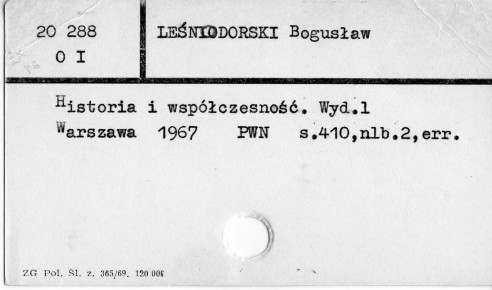 20 288
O I
LEŚNIODORSKI Bogusław
Historia i współczesność. Wyd.1
Warszawa 1967 PWN s.410,nlb.2,err.
ZG Pol. Śl. z. 365/69. 120 000